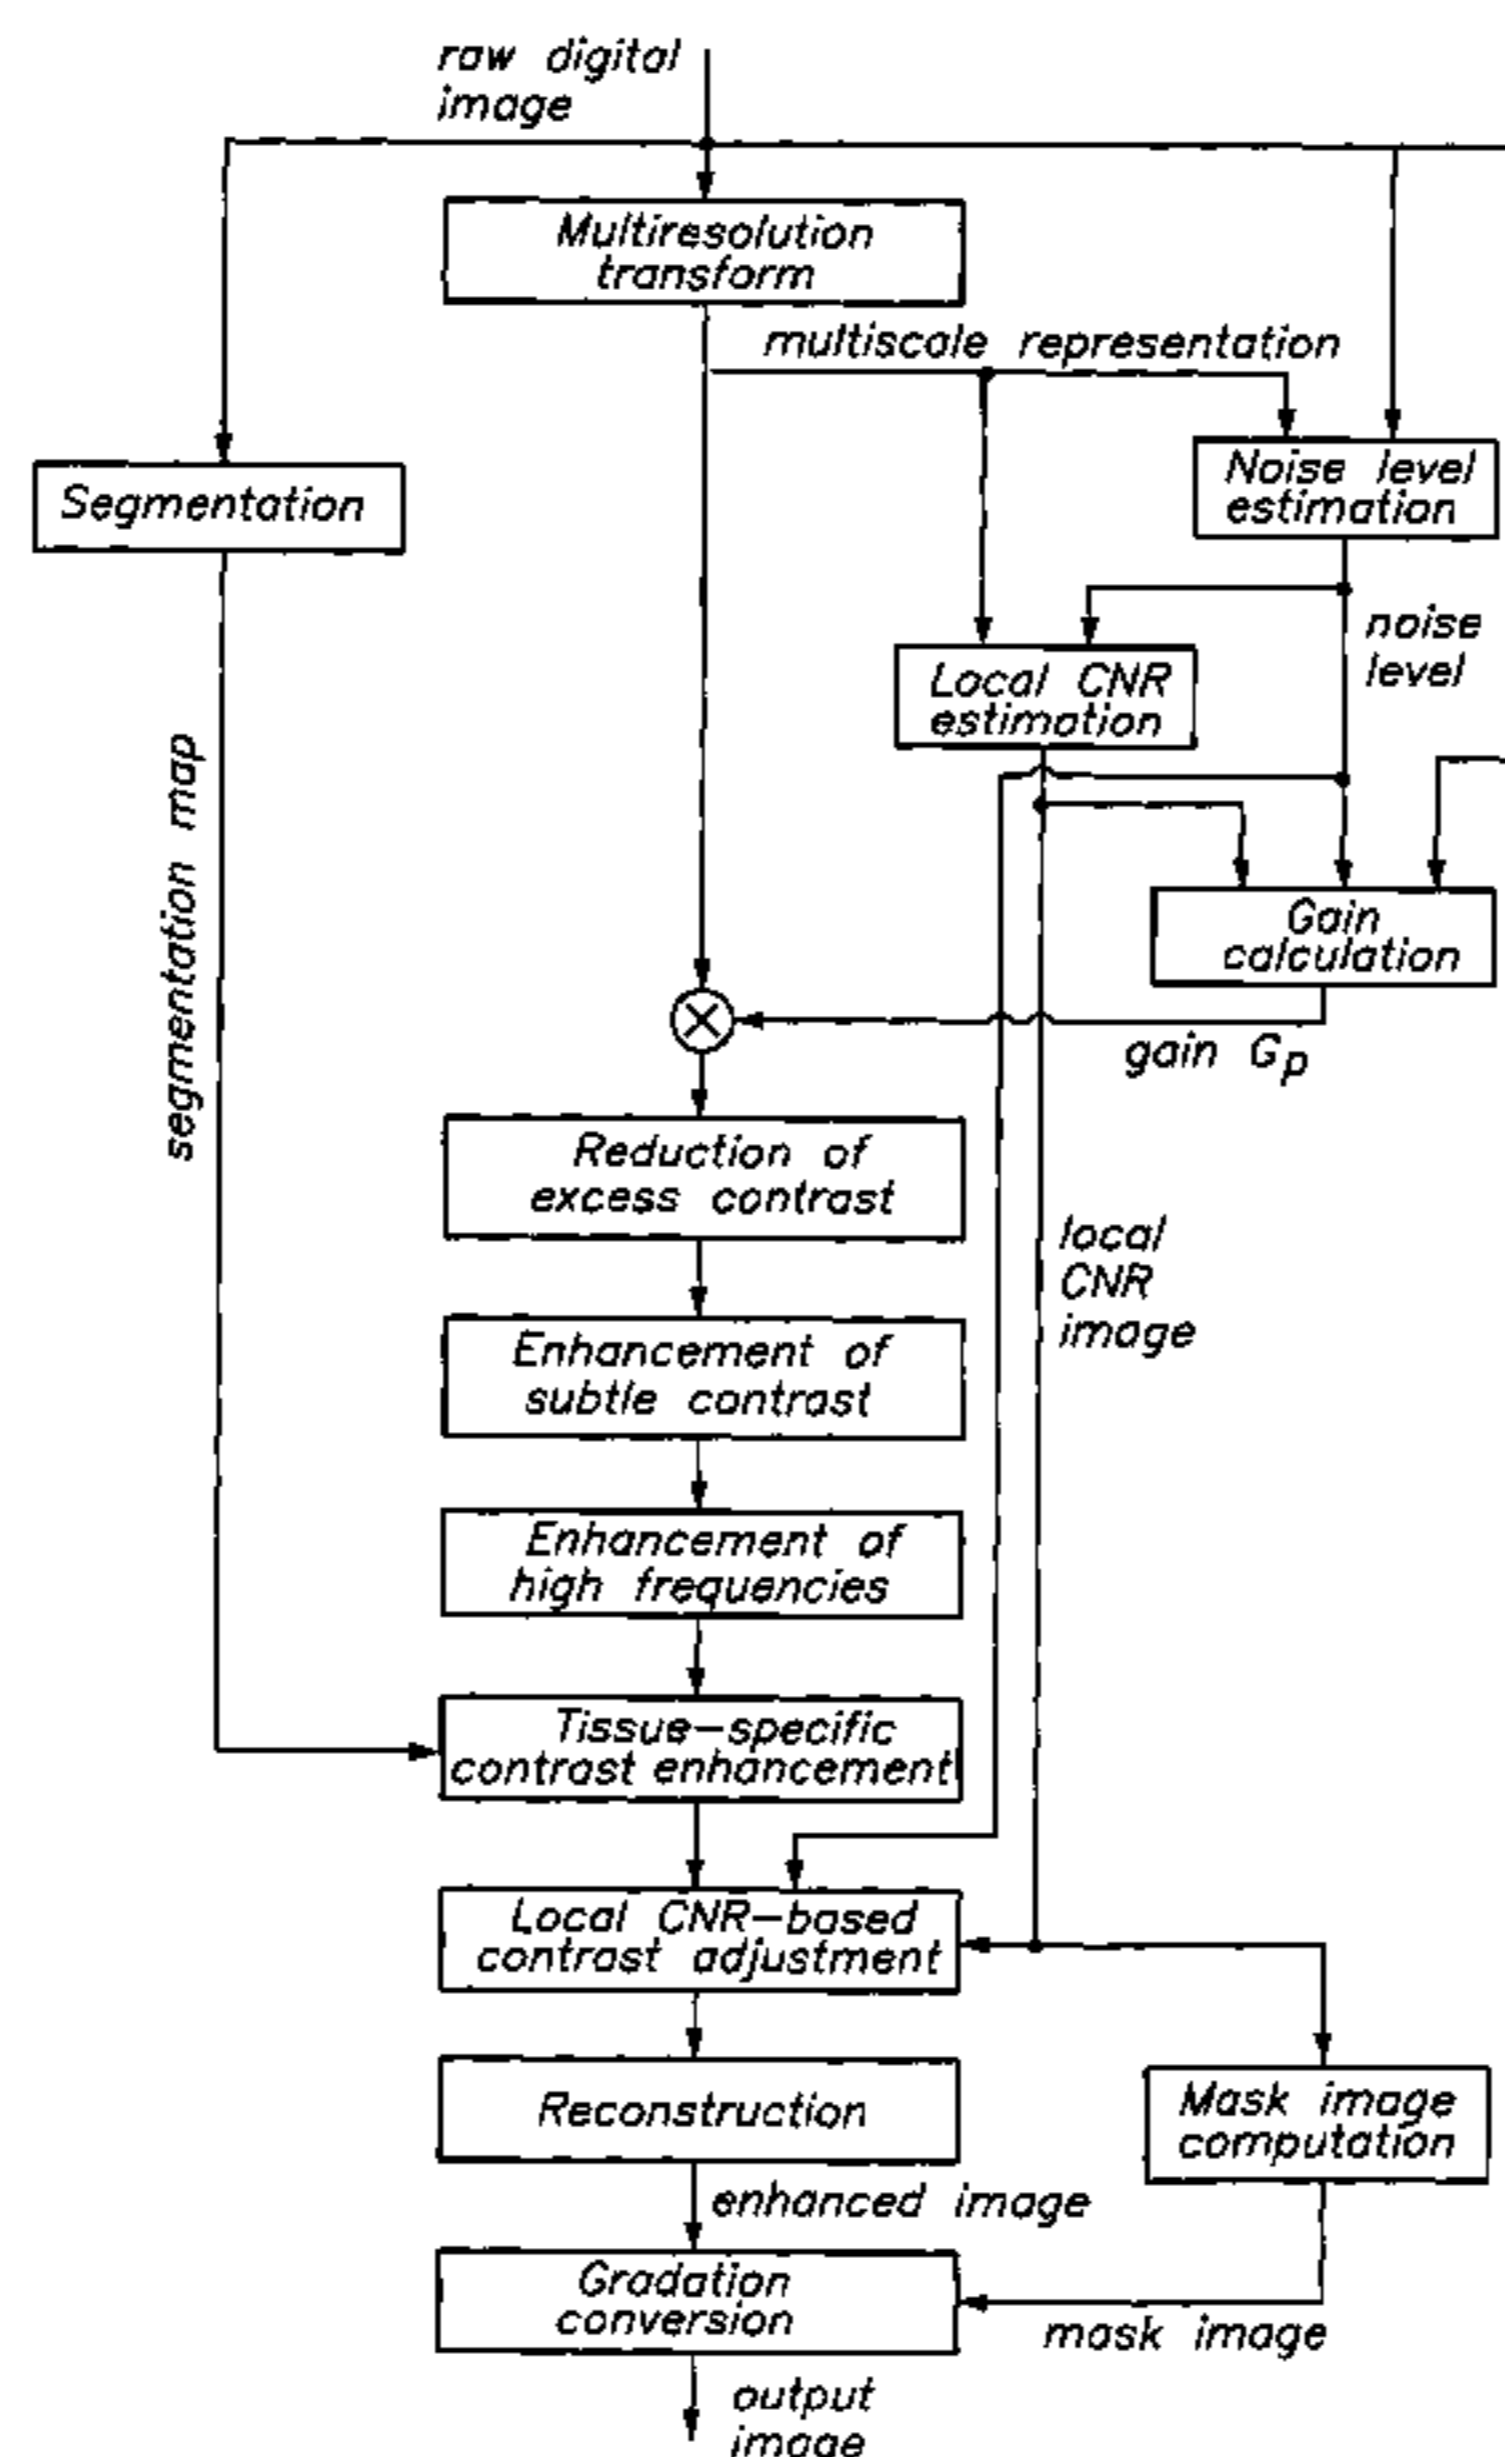 raw digital
image
Multiresolution
transform
multiscale representation
Segmentation
Noise level
estimation
noise
level
Local CNR
estimation
segmentation map
Gain
calculation
gain Gp
Reduction of
excess contrast
local
CNR
image
Enhancement of
subtle contrast
Enhancement of
high frequencies
Tissue-specific
contrast enhancement
Local CNR-based
contrast adjustment
Reconstruction
Mask image
computation
enhanced image
Gradation
conversion
mask image
output
image